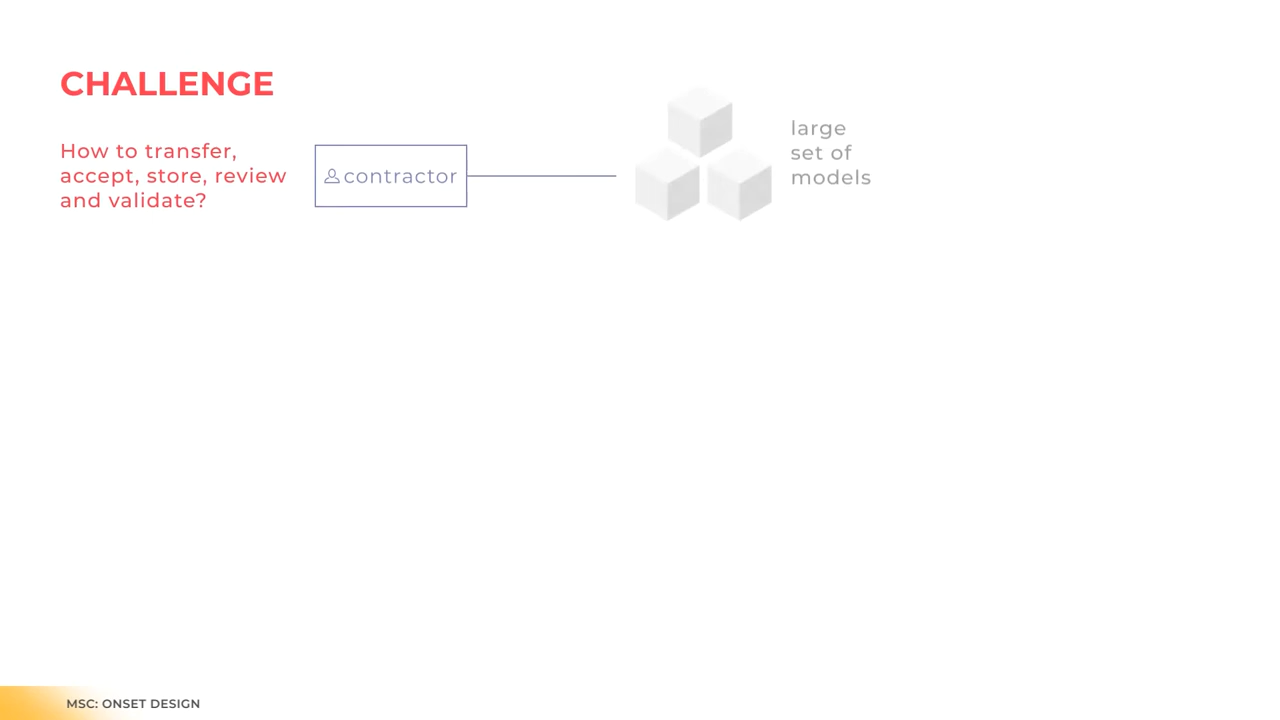 CHALLENGE
How to transfer,
accept, store, review
and validate?
contractor
large
set of
models
MSC: ONSET DESIGN